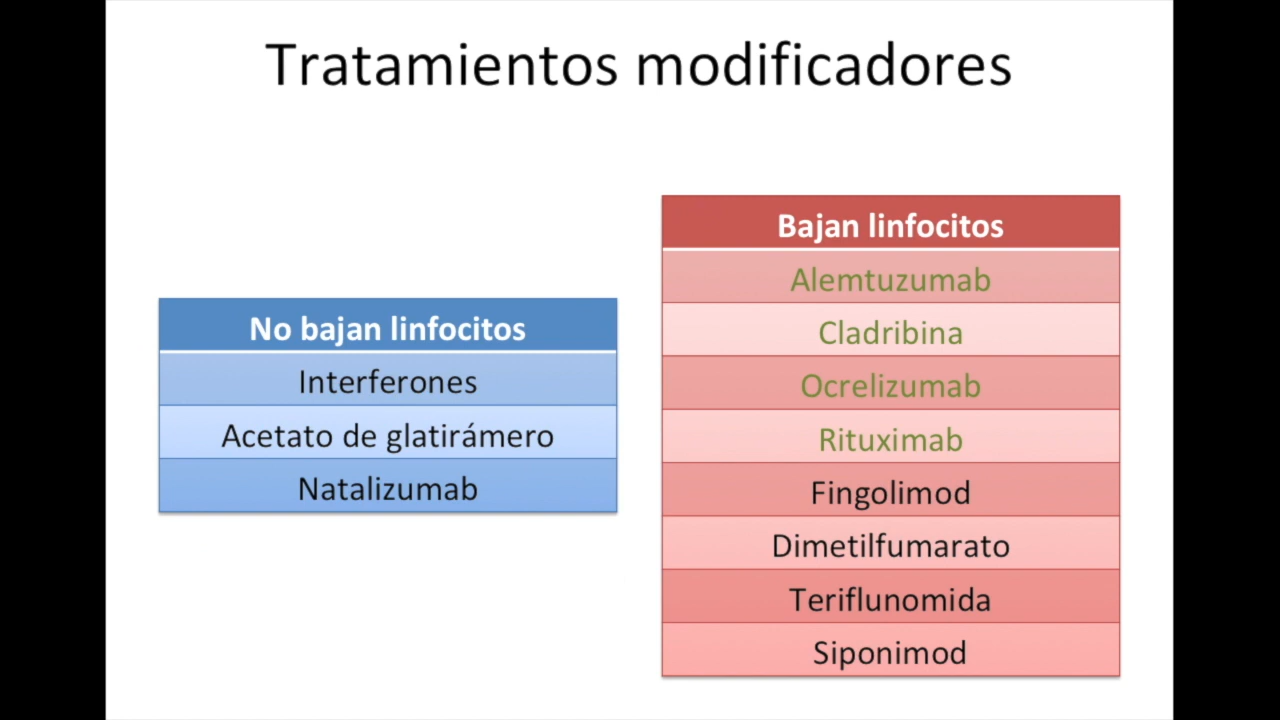 Tratamientos modificadores
No bajan linfocitos
Interferones
Acetato de glatirámero
Natalizumab
Bajan linfocitos
Alemtuzumab
Cladribina
Ocrelizumab
Rituximab
Fingolimod
Dimetilfumarato
Teriflunomida
Siponimod